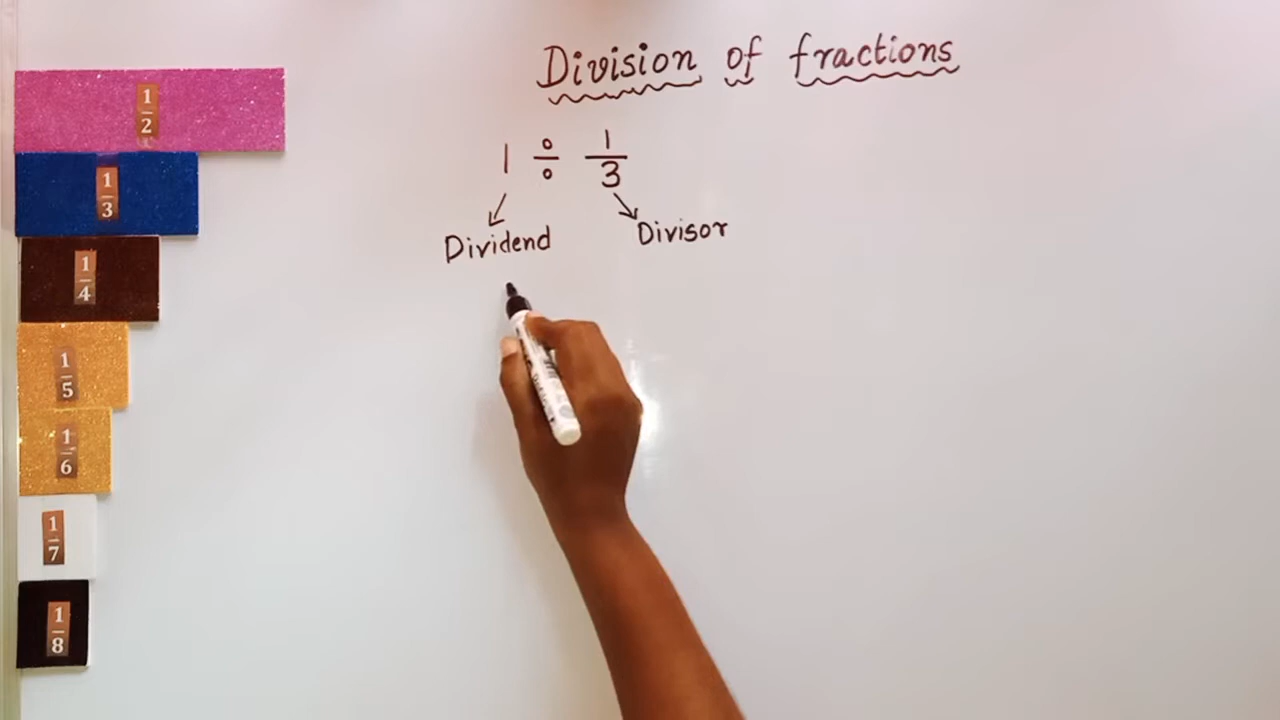 Division of fractions
1 ÷ 1/3
Dividend Divisor
1/2
1/3
1/4
1/5
1/6
1/7
1/8